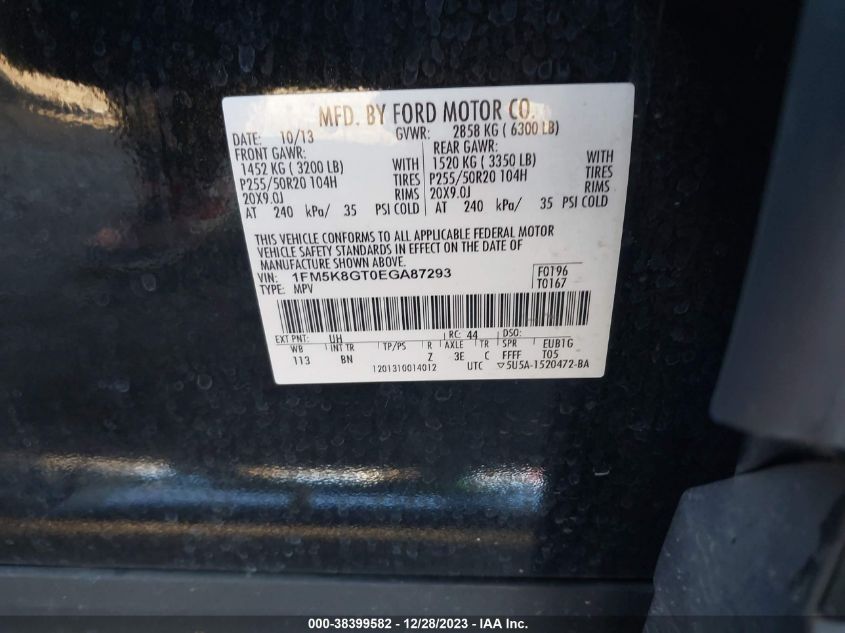 MFD. BY FORD MOTOR CO.
DATE: 10/13 GVWR: 2858 KG ( 6300 LB)
FRONT GAWR: REAR GAWR:
1452 KG ( 3200 LB) WITH 1520 KG ( 3350 LB) WITH
P255/50R20 104H TIRES P255/50R20 104H TIRES
20X9.0J RIMS 20X9.0J RIMS
AT 240 kPa/ 35 PSI COLD AT 240 kPa/ 35 PSI COLD
THIS VEHICLE CONFORMS TO ALL APPLICABLE FEDERAL MOTOR
VEHICLE SAFETY STANDARDS IN EFFECT ON THE DATE OF
MANUFACTURE SHOWN ABOVE.
VIN: 1FM5K8GT0EGA87293 F0196
TYPE: MPV T0167
EXT PNT: UH RC: 44 DSO:
WB INT TR TP/PS R AXLE TR SPR EUB1G
113 BN Z 3E C FFFF T05
1201310014012 UTC ▽5U5A-1520472-BA
000-38399582 - 12/28/2023 - IAA Inc.